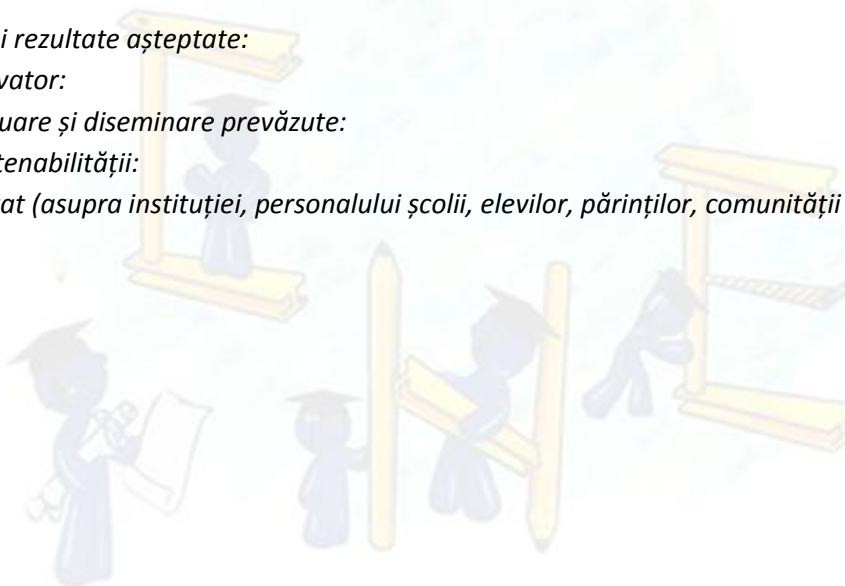 i rezultate așteptate:
vator:
uare și diseminare prevăzute:
tenabilității:
at (asupra instituției, personalului școlii, elevilor, părinților, comunității